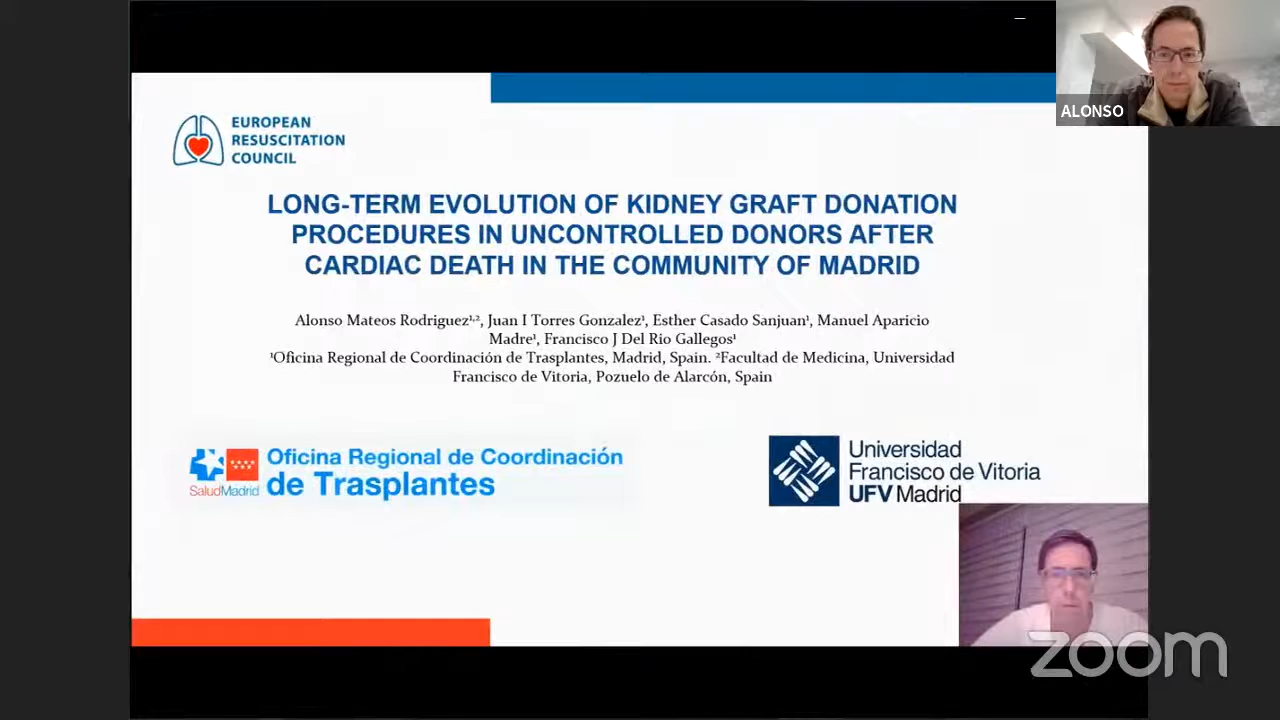 ALONSO
EUROPEAN
RESUSCITATION
COUNCIL
LONG-TERM EVOLUTION OF KIDNEY GRAFT DONATION
PROCEDURES IN UNCONTROLLED DONORS AFTER
CARDIAC DEATH IN THE COMMUNITY OF MADRID
Alonso Mateos Rodriguez¹,², Juan I Torres Gonzalez¹, Esther Casado Sanjuan¹, Manuel Aparicio
Madre¹, Francisco J Del Rio Gallegos¹
¹Oficina Regional de Coordinación de Trasplantes, Madrid, Spain. ²Facultad de Medicina, Universidad
Francisco de Vitoria, Pozuelo de Alarcón, Spain
SaludMadrid
Oficina Regional de Coordinación
de Trasplantes
Universidad
Francisco de Vitoria
UFV Madrid
zoom